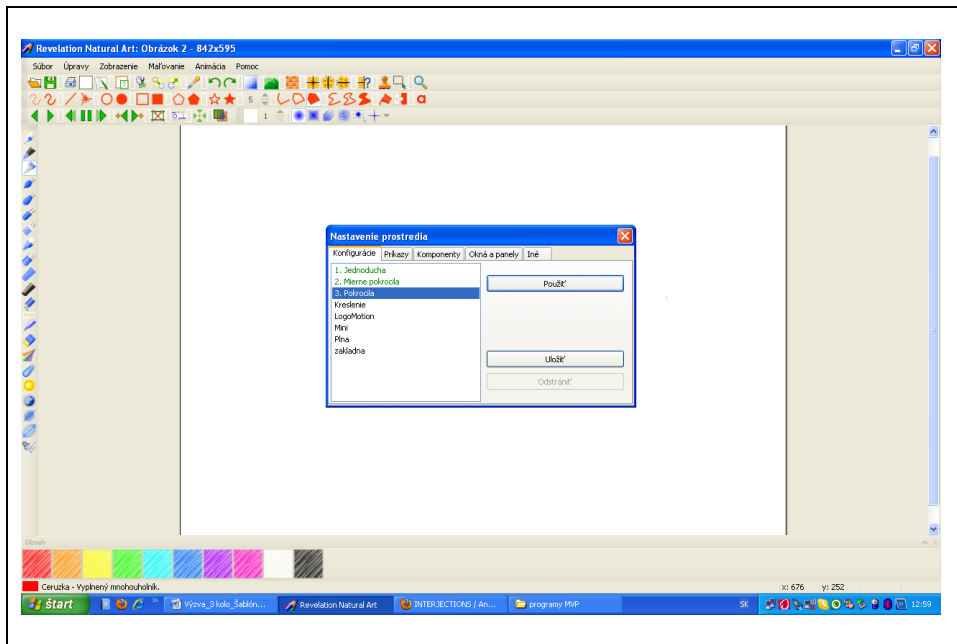 Revelation Natural Art: Obrázok 2 - 842x595
Súbor Úpravy Zobrazenie Maľovanie Animácia Pomoc
5
1
Nastavenie prostredia
Konfigurácie Príkazy Komponenty Okná a panely Iné
1. Jednoducha
2. Mierne pokrocila
3. Pokrocila
Kreslenie
LogoMotion
Mini
Plna
zakladna
Použiť
Uložiť
Odstrániť
Obsah
Ceruzka - Vyplnený mnohouholník. x: 676 y: 252
štart Výzva_3 kolo_Šablón... Revelation Natural Art INTERJECTIONS / An... programy MVP SK 12:59